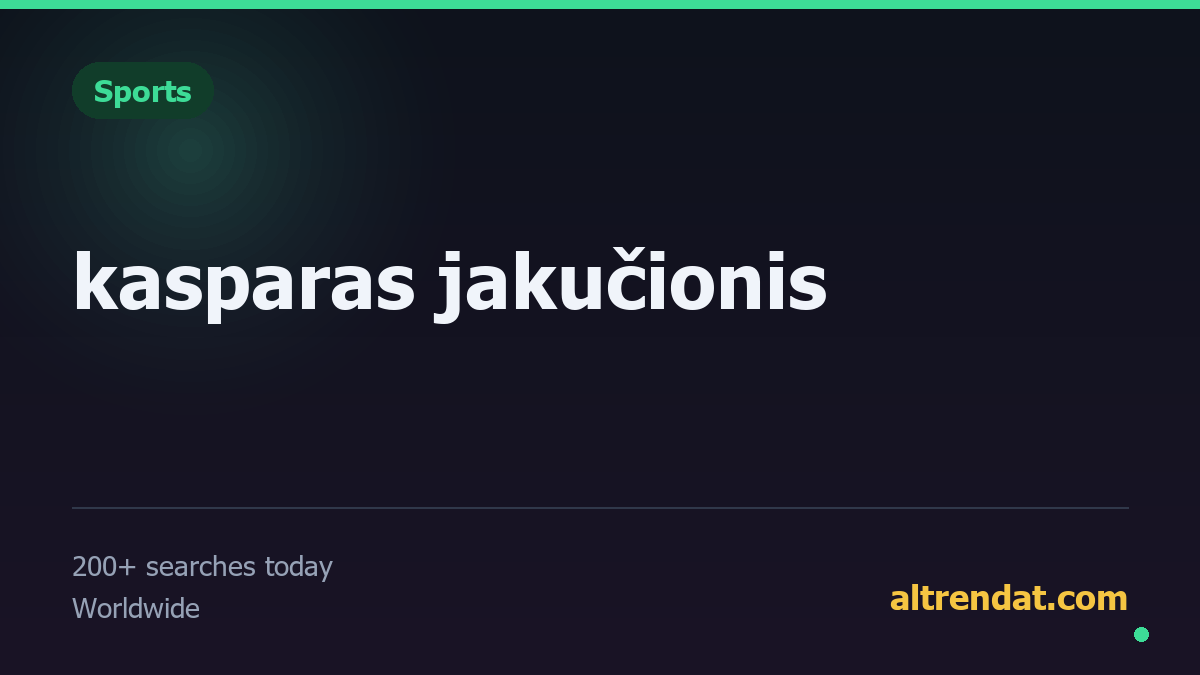 Sports
kasparas jakučionis
200+ searches today
Worldwide
altrendat.com